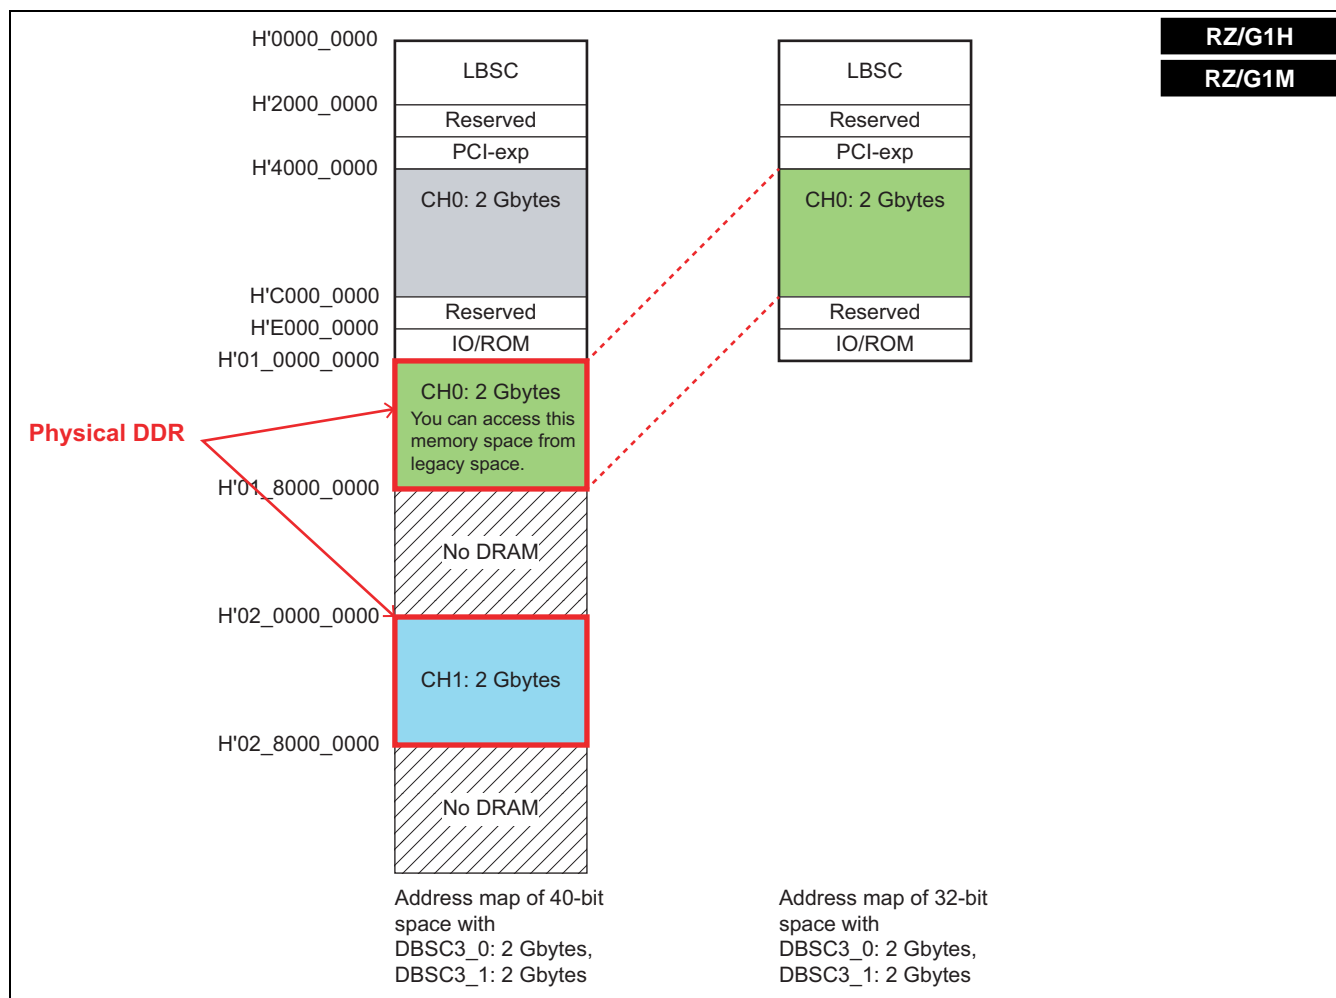 RZ/G1H
RZ/G1M
H'0000_0000
LBSC
H'2000_0000
Reserved
PCI-exp
H'4000_0000
CH0: 2 Gbytes
H'C000_0000
Reserved
H'E000_0000
IO/ROM
H'01_0000_0000
CH0: 2 Gbytes
You can access this
memory space from
legacy space.
Physical DDR
H'01_8000_0000
No DRAM
H'02_0000_0000
CH1: 2 Gbytes
H'02_8000_0000
No DRAM
Address map of 40-bit
space with
DBSC3_0: 2 Gbytes,
DBSC3_1: 2 Gbytes
LBSC
Reserved
PCI-exp
CH0: 2 Gbytes
Reserved
IO/ROM
Address map of 32-bit
space with
DBSC3_0: 2 Gbytes,
DBSC3_1: 2 Gbytes